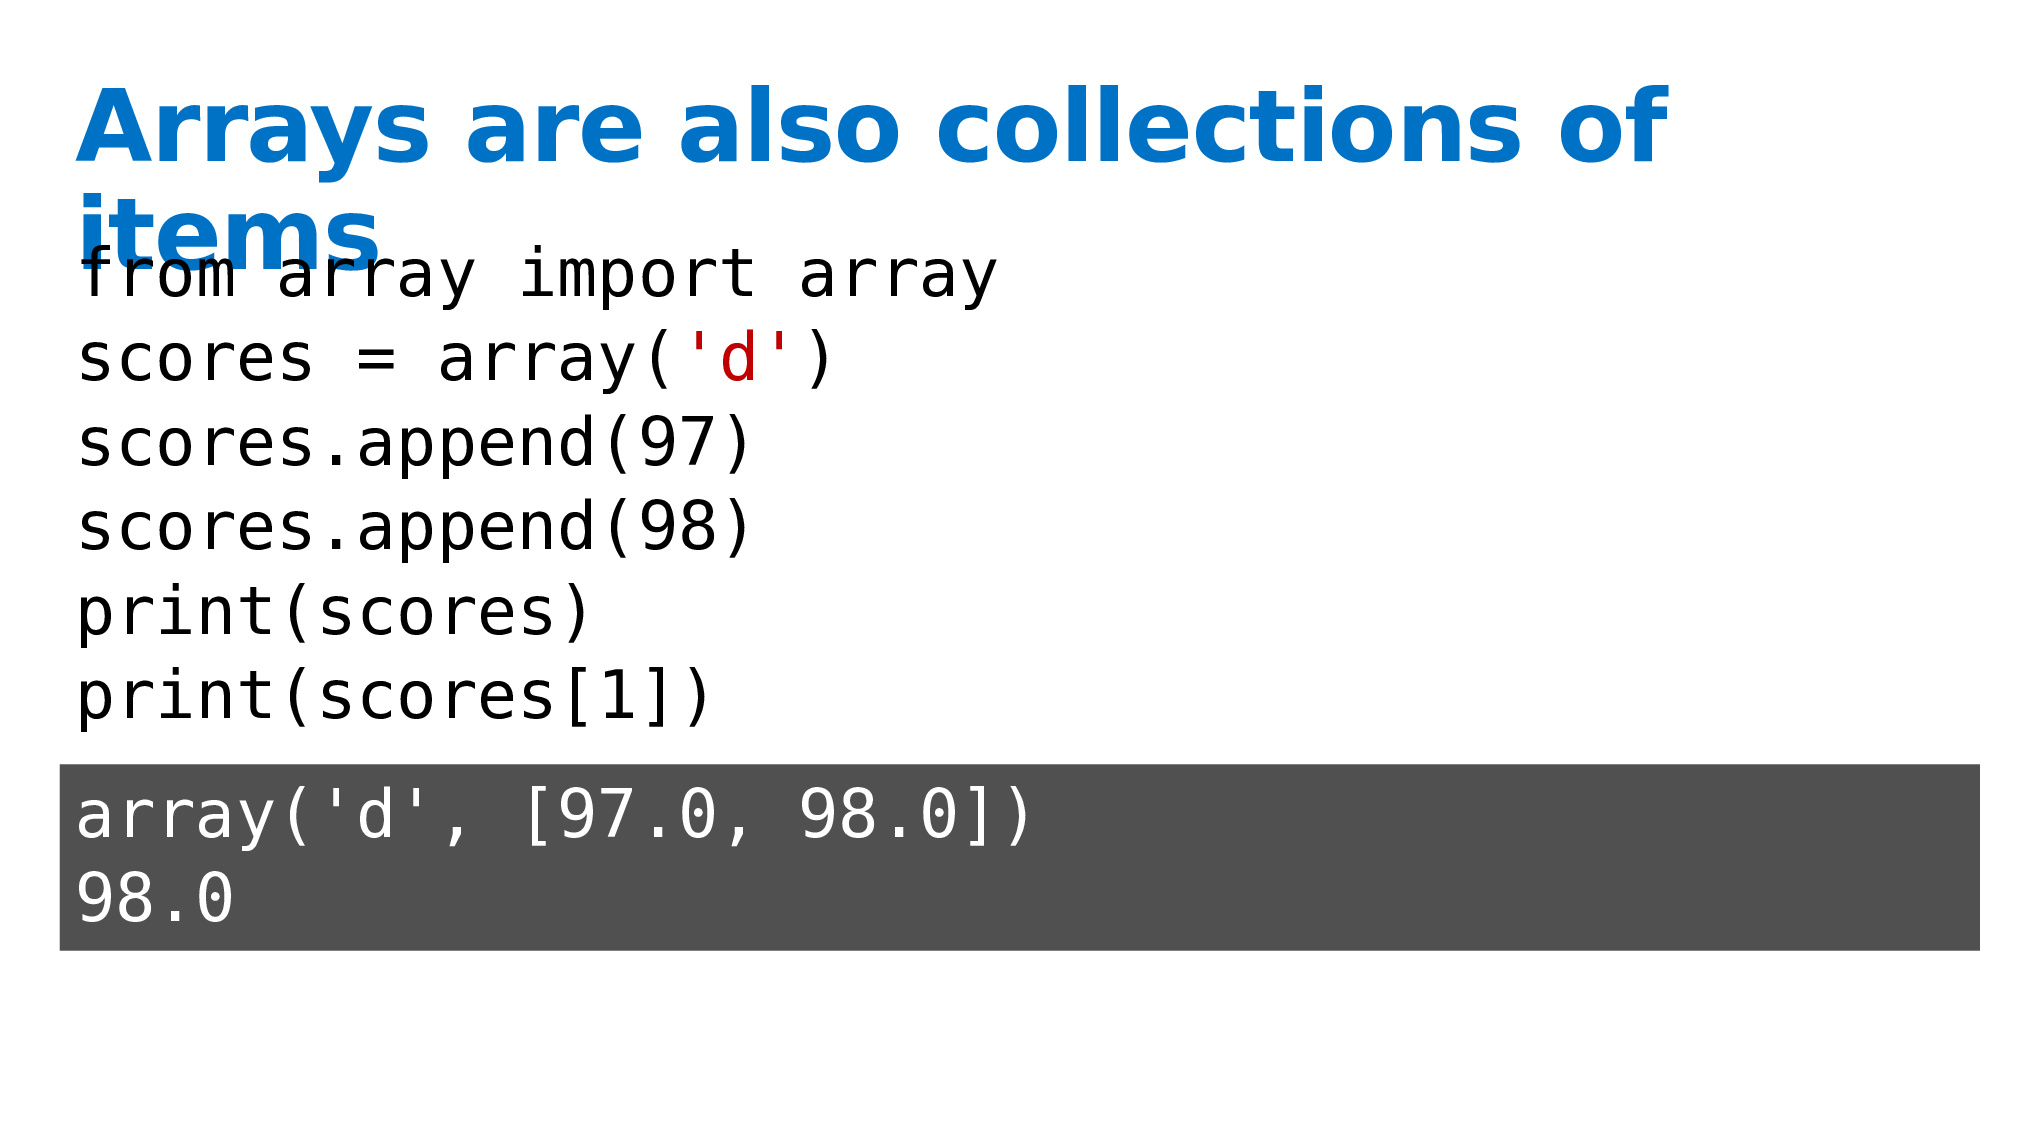 Arrays are also collections of
items
from array import array
scores = array('d')
scores.append(97)
scores.append(98)
print(scores)
print(scores[1])
array('d', [97.0, 98.0])
98.0